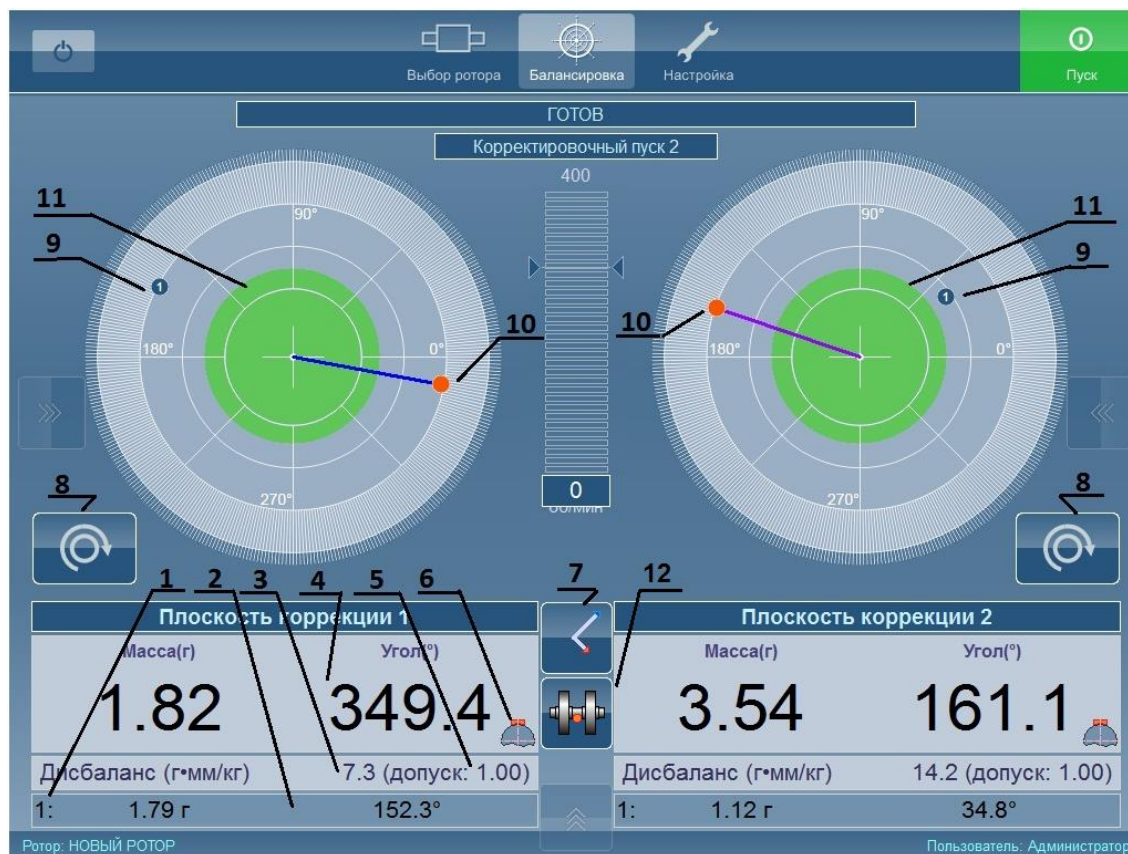 Выбор ротора Балансировка Настройка Пуск
ГОТОВ
Корректировочный пуск 2
400
11 90° 90° 11
9 1 1 9
10 10
180° 0° 180° 0°
270° 0 270°
об/мин
8 8
1 2 3 4 5 6 7 12
Плоскость коррекции 1 Плоскость коррекции 2
Масса(г) Угол(°) Масса(г) Угол(°)
1.82 349.4 3.54 161.1
Дисбаланс (г•мм/кг) 7.3 (допуск: 1.00) Дисбаланс (г•мм/кг) 14.2 (допуск: 1.00)
1: 1.79 г 152.3° 1: 1.12 г 34.8°
Ротор: НОВЫЙ РОТОР Пользователь: Администратор